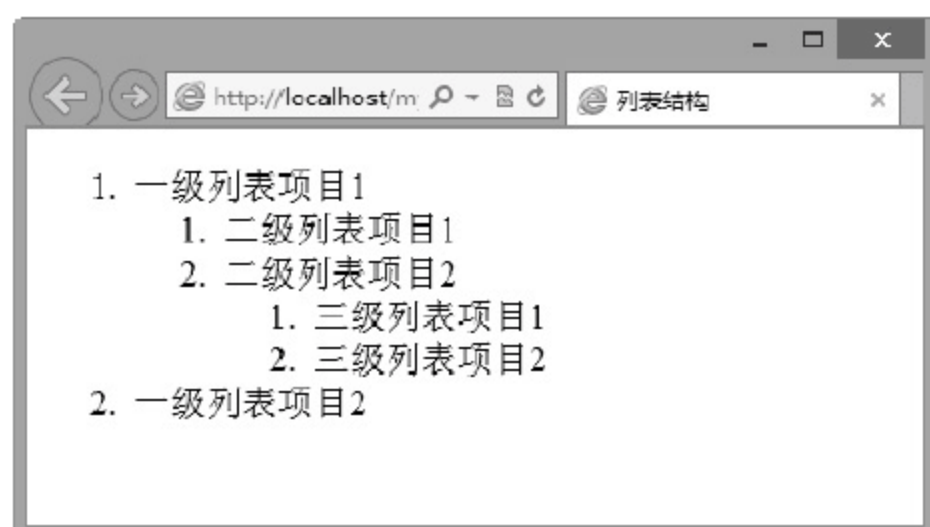 http://localhost/m
列表结构
1. 一级列表项目1
1. 二级列表项目1
2. 二级列表项目2
1. 三级列表项目1
2. 三级列表项目2
2. 一级列表项目2